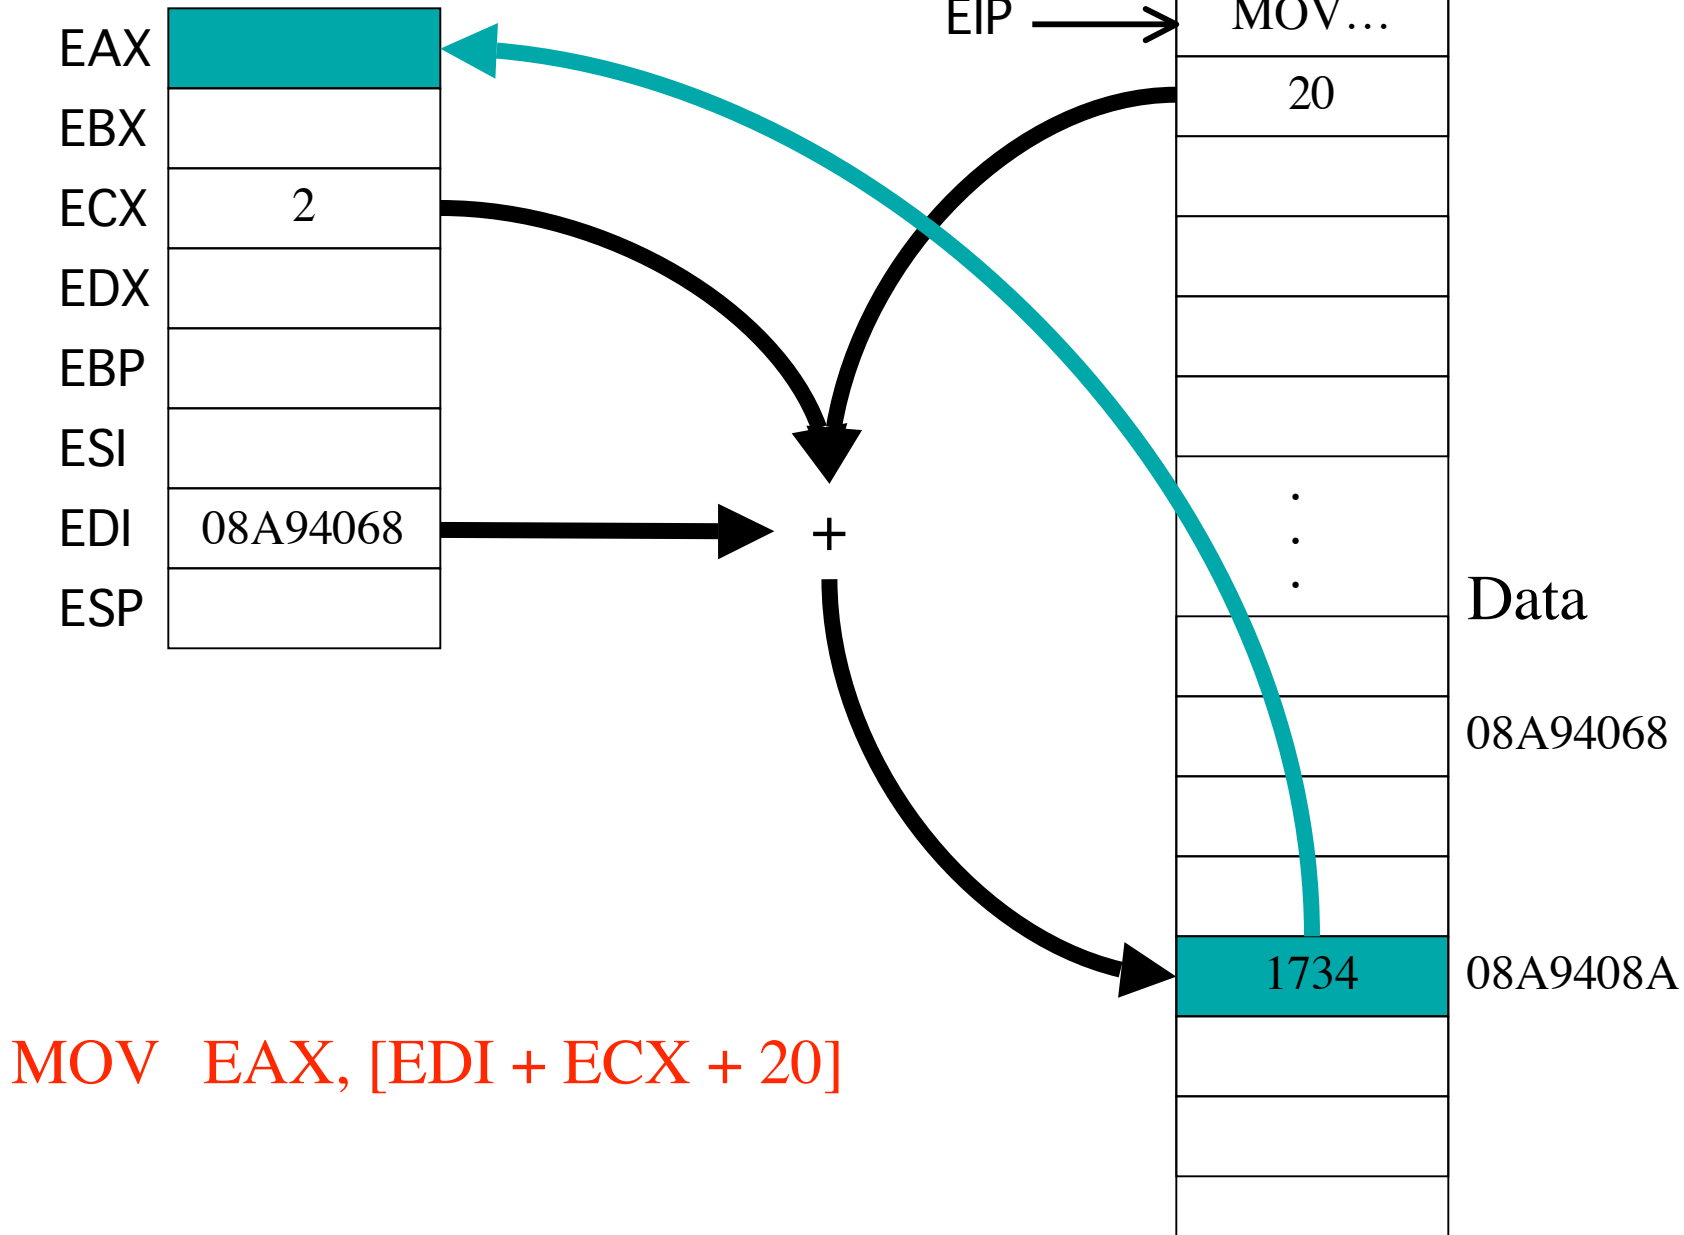 EIP MOV…
EAX
20
EBX
ECX 2
EDX
EBP
ESI
.
EDI 08A94068 +
.
.
Data
ESP
08A94068
1734 08A9408A
MOV EAX, [EDI + ECX + 20]